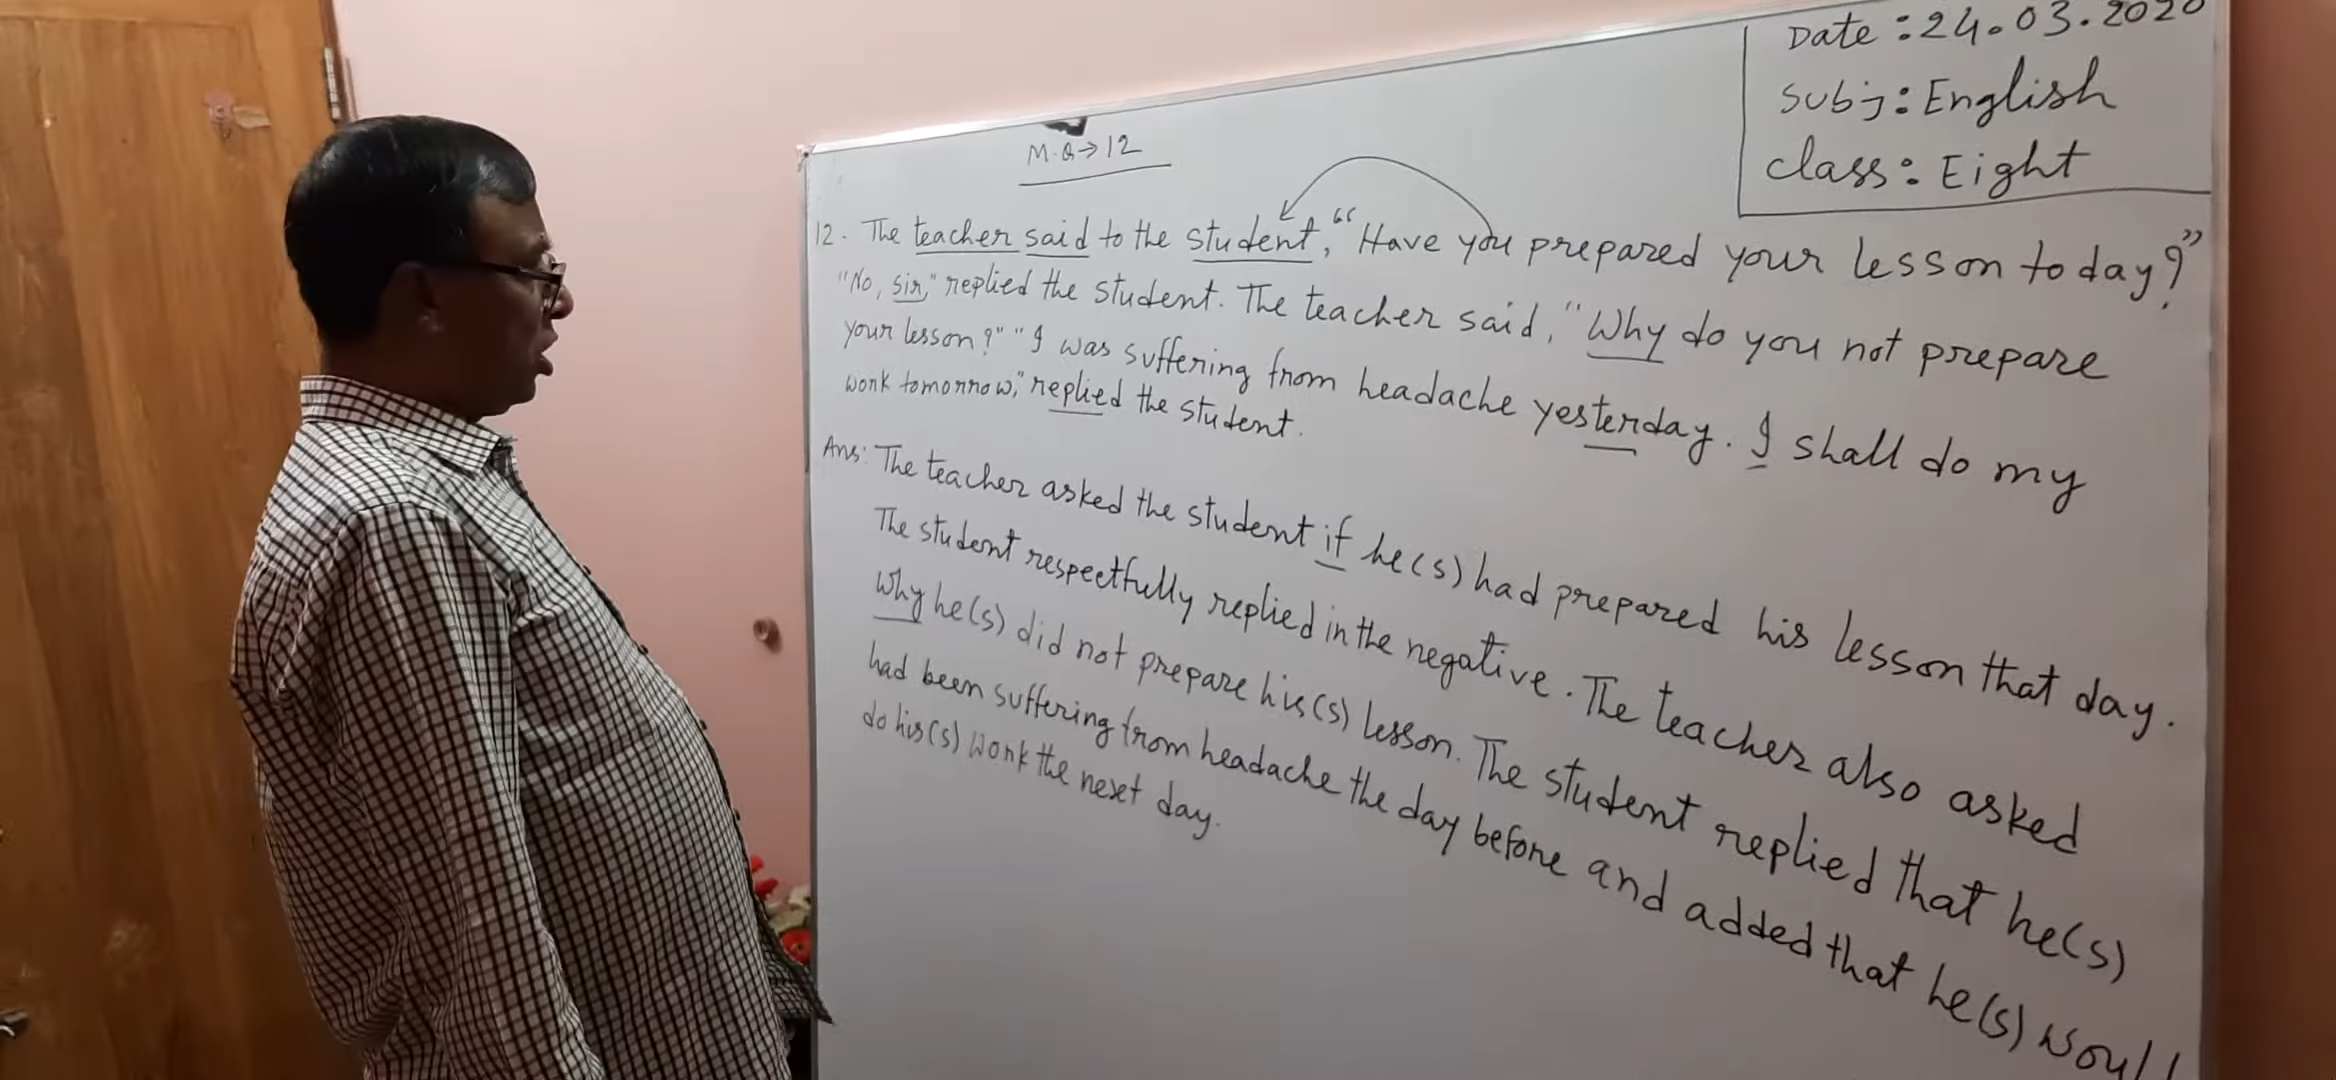 Date : 24.03.2020
Subj : English
Class : Eight
M.Q → 12
12. The teacher said to the student, "Have you prepared your lesson today?"
"No, sir," replied the student. The teacher said, "Why do you not prepare
your lesson?" "I was suffering from headache yesterday. I shall do my
work tomorrow," replied the student.
Ans: The teacher asked the student if he(s) had prepared his lesson that day.
The student respectfully replied in the negative. The teacher also asked
why he(s) did not prepare his(s) lesson. The student replied that he(s)
had been suffering from headache the day before and added that he(s) would
do his(s) work the next day.